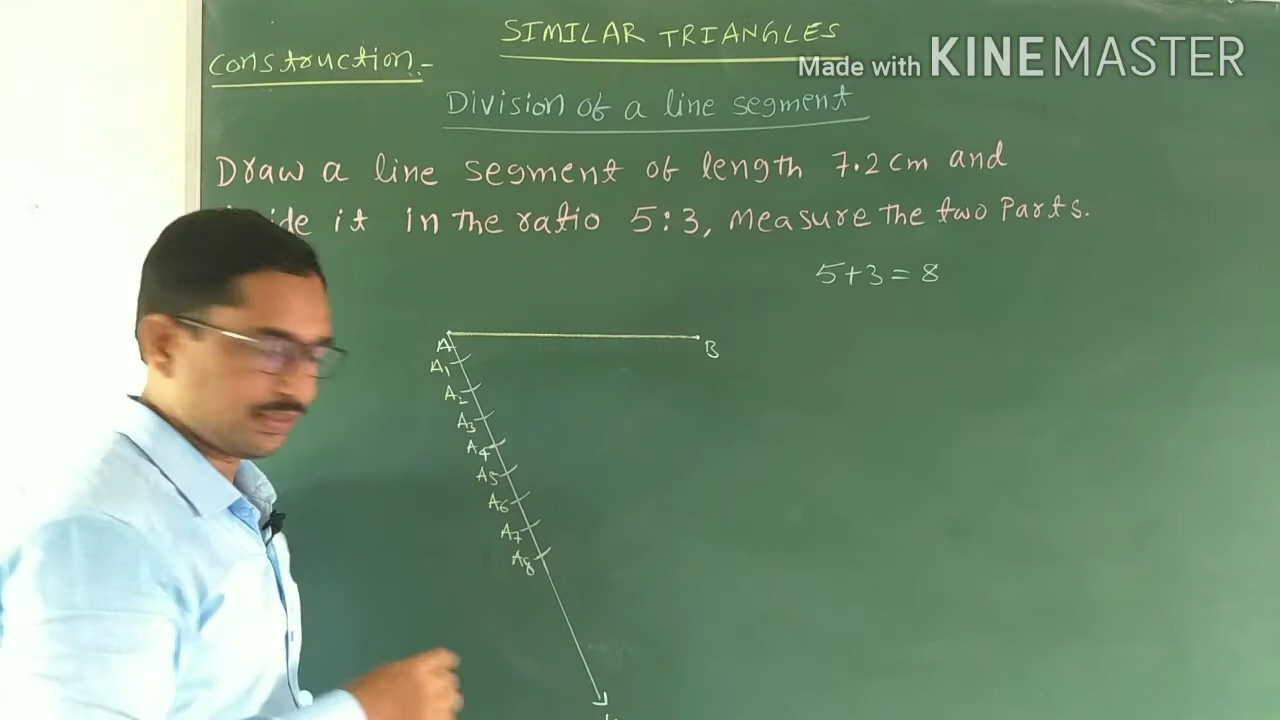 SIMILAR TRIANGLES
Construction:-
Made with KINEMASTER
Division of a line segment
Draw a line segment of length 7.2 cm and
it in the ratio 5:3, Measure the two Parts.
5+3=8
A
B
A1
A2
A3
A4
A5
A6
A7
A8